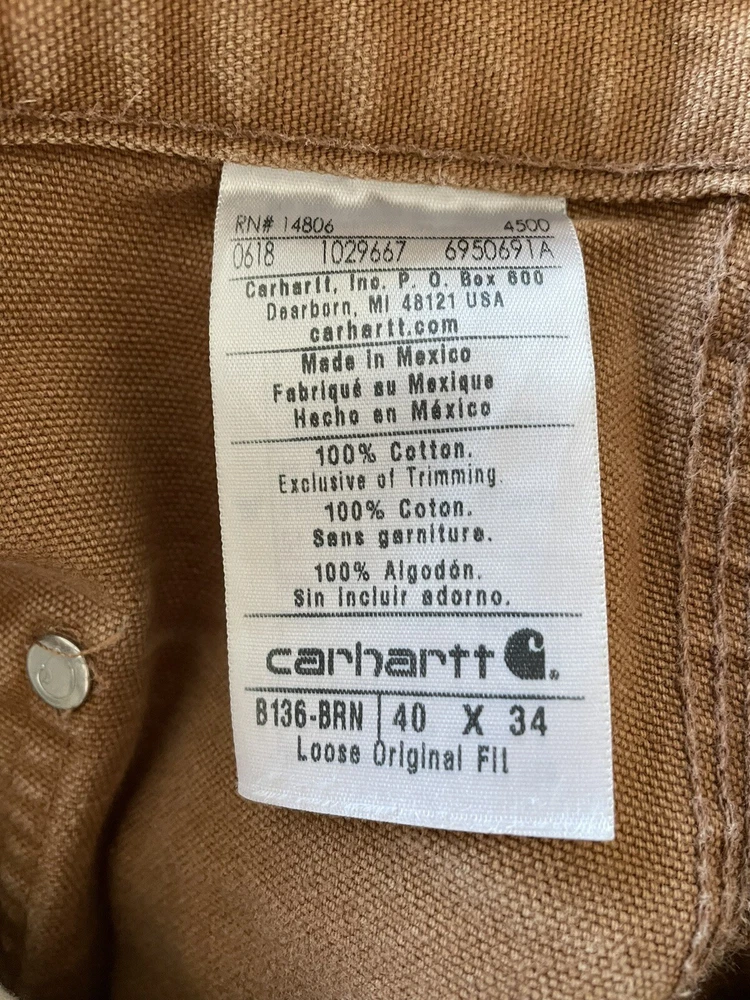 RN# 14806 4500
0618 1029667 6950691A
Carhartt, Inc. P. O. Box 600
Dearborn, MI 48121 USA
carhartt.com
Made in Mexico
Fabriqué au Mexique
Hecho en México
100% Cotton.
Exclusive of Trimming.
100% Coton.
Sans garniture.
100% Algodón.
Sin incluir adorno.
carhartt
B136-BRN 40 X 34
Loose Original Fit